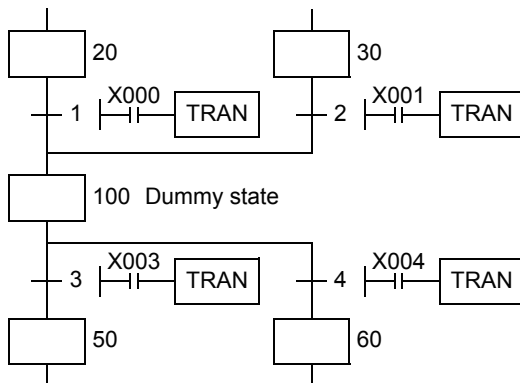 20 30
1 X000 TRAN 2 X001 TRAN
100 Dummy state
3 X003 TRAN 4 X004 TRAN
50 60